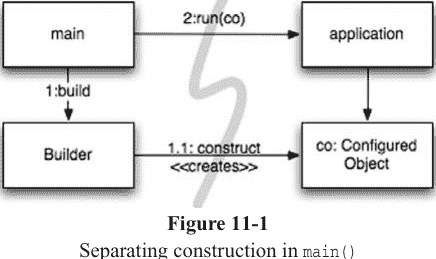 main
2:run(co)
application
1:build
Builder
1.1: construct
<<creates>>
co: Configured
Object
Figure 11-1
Separating construction in main()